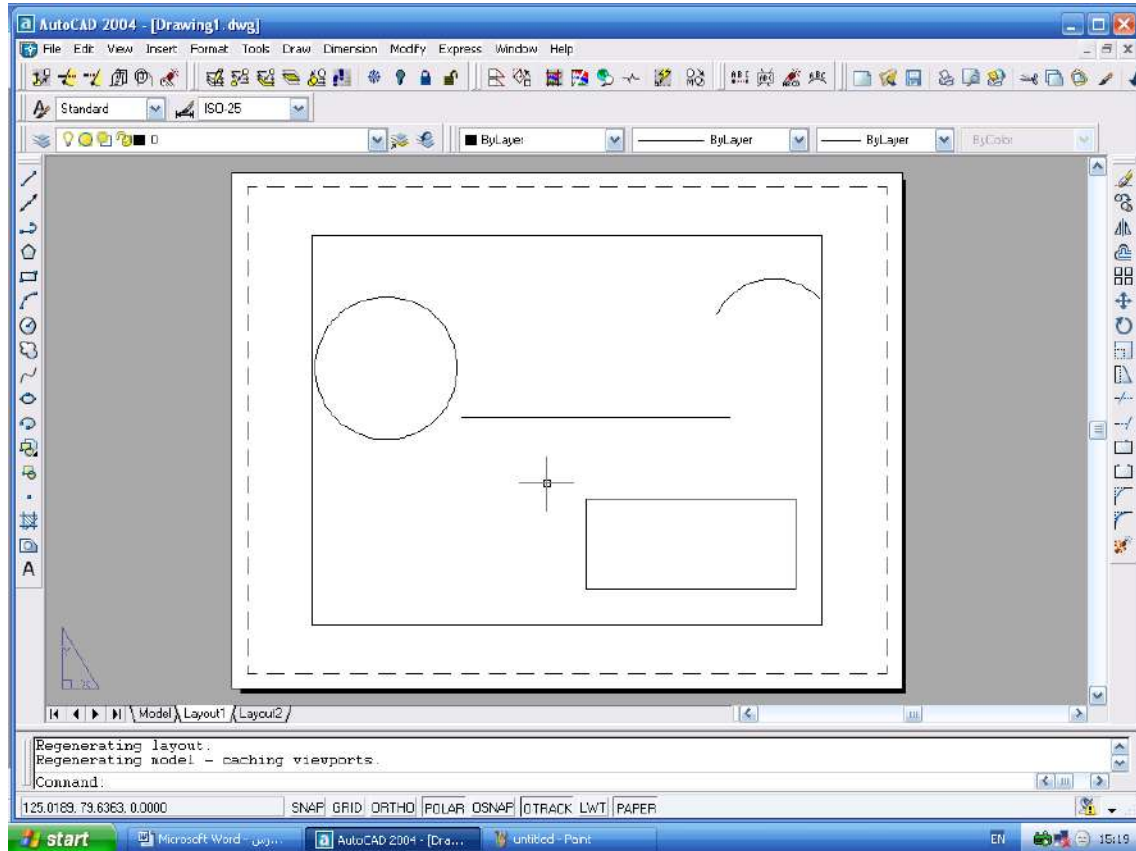 AutoCAD 2004 - [Drawing1.dwg]
File Edit View Insert Format Tools Draw Dimension Modify Express Window Help
Standard ISO-25
0 ByLayer ByLayer ByLayer ByColor
A
Y
X
Model Layout1 Layout2
Regenerating layout.
Regenerating model - caching viewports.
Command:
125.0189, 79.6363, 0.0000 SNAP GRID ORTHO POLAR OSNAP OTRACK LWT PAPER
start Microsoft Word - ...درس AutoCAD 2004 - [Dra... untitled - Paint EN 15:19